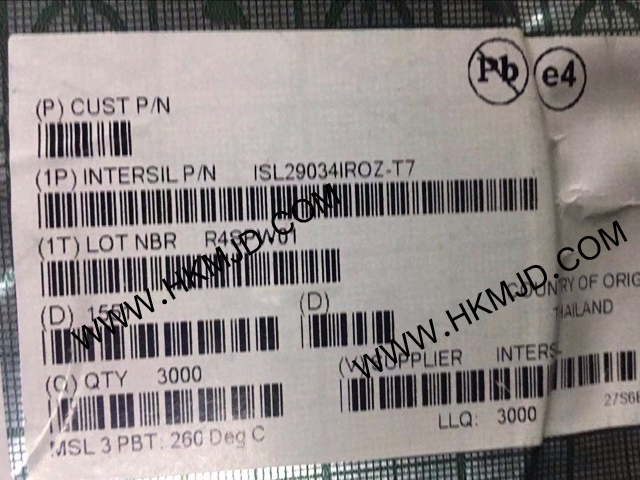 Pb e4
(P) CUST P/N
(1P) INTERSIL P/N ISL29034IROZ-T7
(1T) LOT NBR
(D) (D)
COUNTRY OF ORIG
THAILAND
(Q) QTY 3000
(V) SUPPLIER INTERS
LLQ: 3000
MSL 3 PBT: 260 Deg C
WWW.HKMJD.COM
WWW.HKMJD.COM